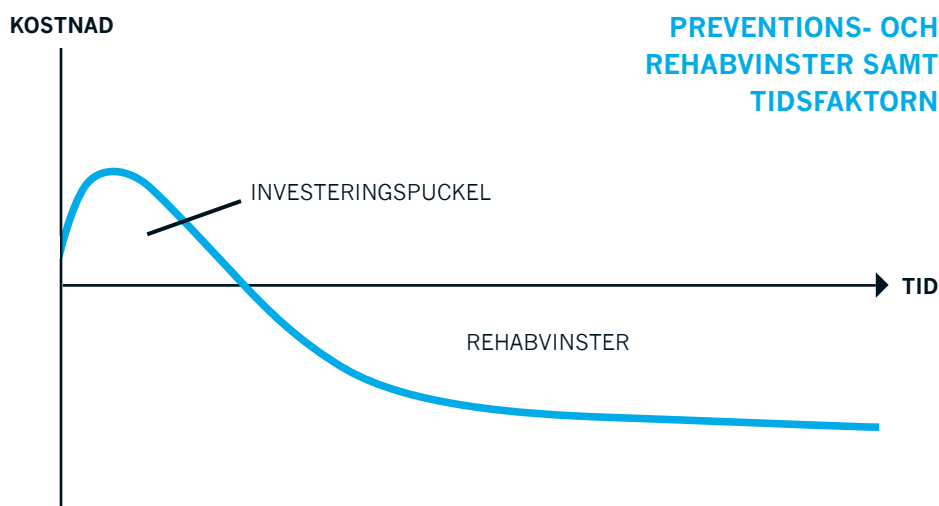 KOSTNAD
PREVENTIONS- OCH
REHABVINSTER SAMT
TIDSFAKTORN
INVESTERINGSPUCKEL
TID
REHABVINSTER